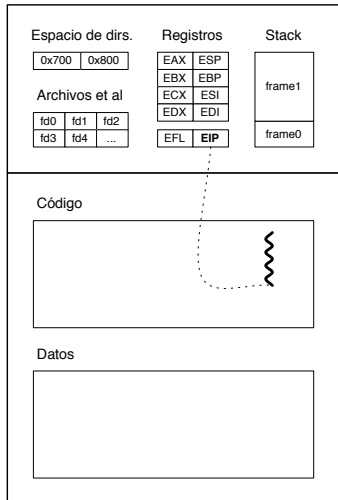 Espacio de dirs.
0x700 0x800
Archivos et al
fd0 fd1 fd2
fd3 fd4 ...
Registros
EAX ESP
EBX EBP
ECX ESI
EDX EDI
EFL EIP
Stack
frame1
frame0
Código
Datos